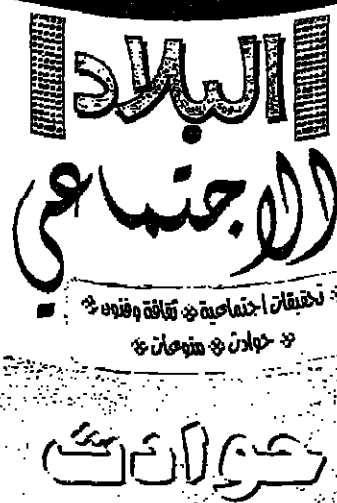 البلاد
الاجتماعي
تحقيقات اجتماعية * ثقافة وفنون *
* حوادث * منوعات *
حوادث